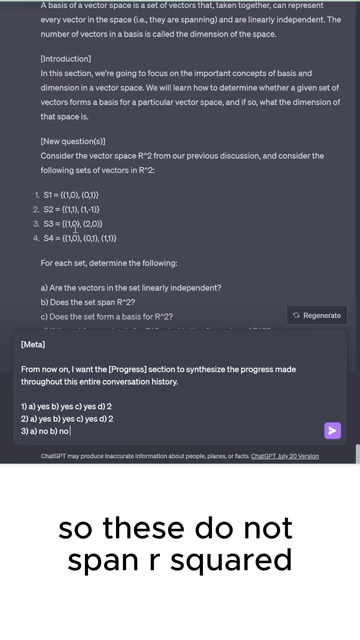 A basis of a vector space is a set of vectors that, taken together, can represent
every vector in the space (i.e., they are spanning) and are linearly independent. The
number of vectors in a basis is called the dimension of the space.
[Introduction]
In this section, we're going to focus on the important concepts of basis and
dimension in a vector space. We will learn how to determine whether a given set of
vectors forms a basis for a particular vector space, and if so, what the dimension of
that space is.
[New question(s)]
Consider the vector space R^2 from our previous discussion, and consider the
following sets of vectors in R^2:
1. S1 = {(1,0), (0,1)}
2. S2 = {(1,1), (1,-1)}
3. S3 = {(1,0), (2,0)}
4. S4 = {(1,0), (0,1), (1,1)}
For each set, determine the following:
a) Are the vectors in the set linearly independent?
b) Does the set span R^2?
c) Does the set form a basis for R^2?
Regenerate
[Meta]
From now on, I want the [Progress] section to synthesize the progress made
throughout this entire conversation history.
1) a) yes b) yes c) yes d) 2
2) a) yes b) yes c) yes d) 2
3) a) no b) no
ChatGPT may produce inaccurate information about people, places, or facts. ChatGPT July 20 Version
so these do not
span r squared